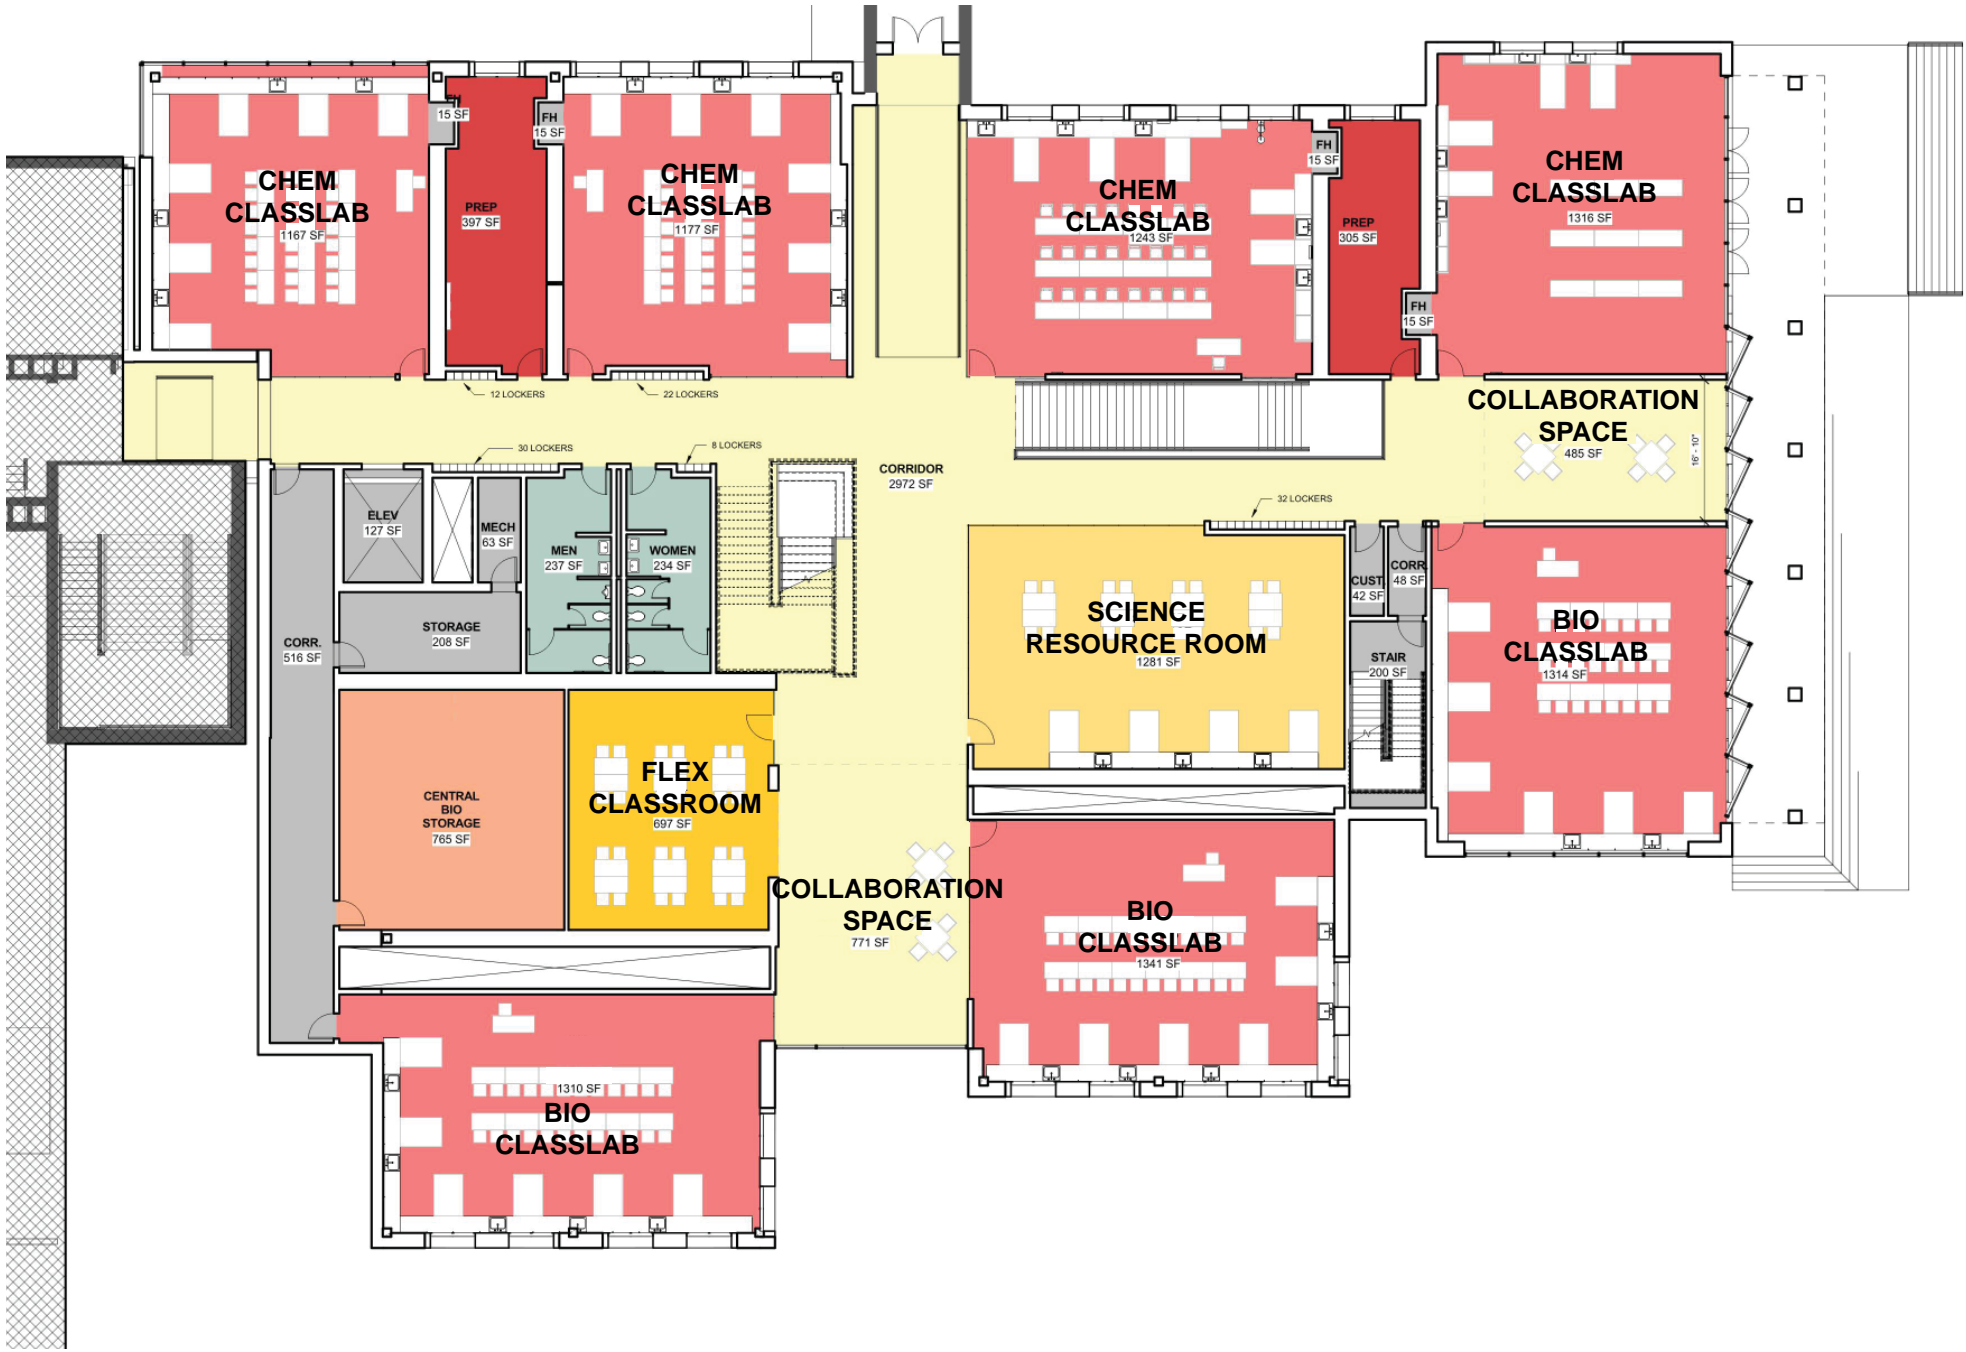 CHEM
CLASSLAB
1167 SF
FH
15 SF
PREP
397 SF
FH
15 SF
CHEM
CLASSLAB
1177 SF
CHEM
CLASSLAB
1243 SF
FH
15 SF
PREP
305 SF
FH
15 SF
CHEM
CLASSLAB
1316 SF
12 LOCKERS
22 LOCKERS
30 LOCKERS
8 LOCKERS
CORRIDOR
2972 SF
32 LOCKERS
COLLABORATION
SPACE
485 SF
16' - 10"
ELEV
127 SF
MECH
63 SF
MEN
237 SF
WOMEN
234 SF
STORAGE
208 SF
CORR.
516 SF
SCIENCE
RESOURCE ROOM
1281 SF
CUST.
42 SF
CORR.
48 SF
STAIR
200 SF
BIO
CLASSLAB
1314 SF
CENTRAL
BIO
STORAGE
765 SF
FLEX
CLASSROOM
697 SF
COLLABORATION
SPACE
771 SF
BIO
CLASSLAB
1341 SF
1310 SF
BIO
CLASSLAB